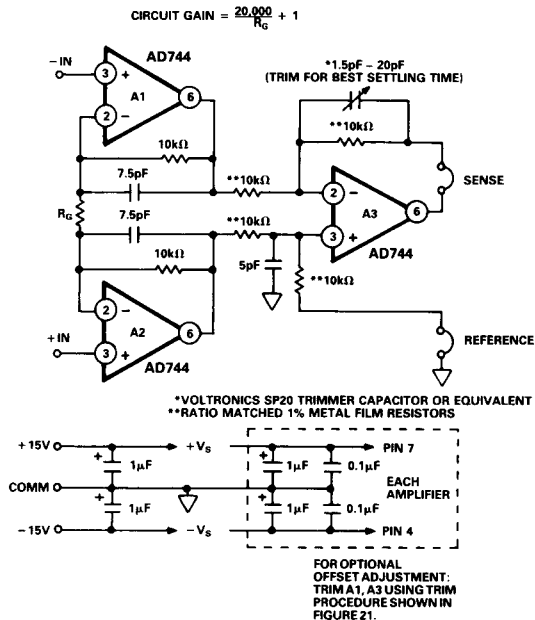 CIRCUIT GAIN = 20,000 / RG + 1
–IN
3
+
A1
2
–
6
AD744
10kΩ
7.5pF
RG
7.5pF
10kΩ
2
–
A2
3
+
6
AD744
+IN
*1.5pF – 20pF
(TRIM FOR BEST SETTLING TIME)
**10kΩ
**10kΩ
**10kΩ
2
–
A3
3
+
6
AD744
5pF
**10kΩ
SENSE
REFERENCE
*VOLTRONICS SP20 TRIMMER CAPACITOR OR EQUIVALENT
**RATIO MATCHED 1% METAL FILM RESISTORS
+15V
+
1µF
+VS
COMM
+
1µF
–15V
–VS
+
1µF
0.1µF
PIN 7
+
1µF
0.1µF
EACH
AMPLIFIER
PIN 4
FOR OPTIONAL
OFFSET ADJUSTMENT:
TRIM A1, A3 USING TRIM
PROCEDURE SHOWN IN
FIGURE 21.